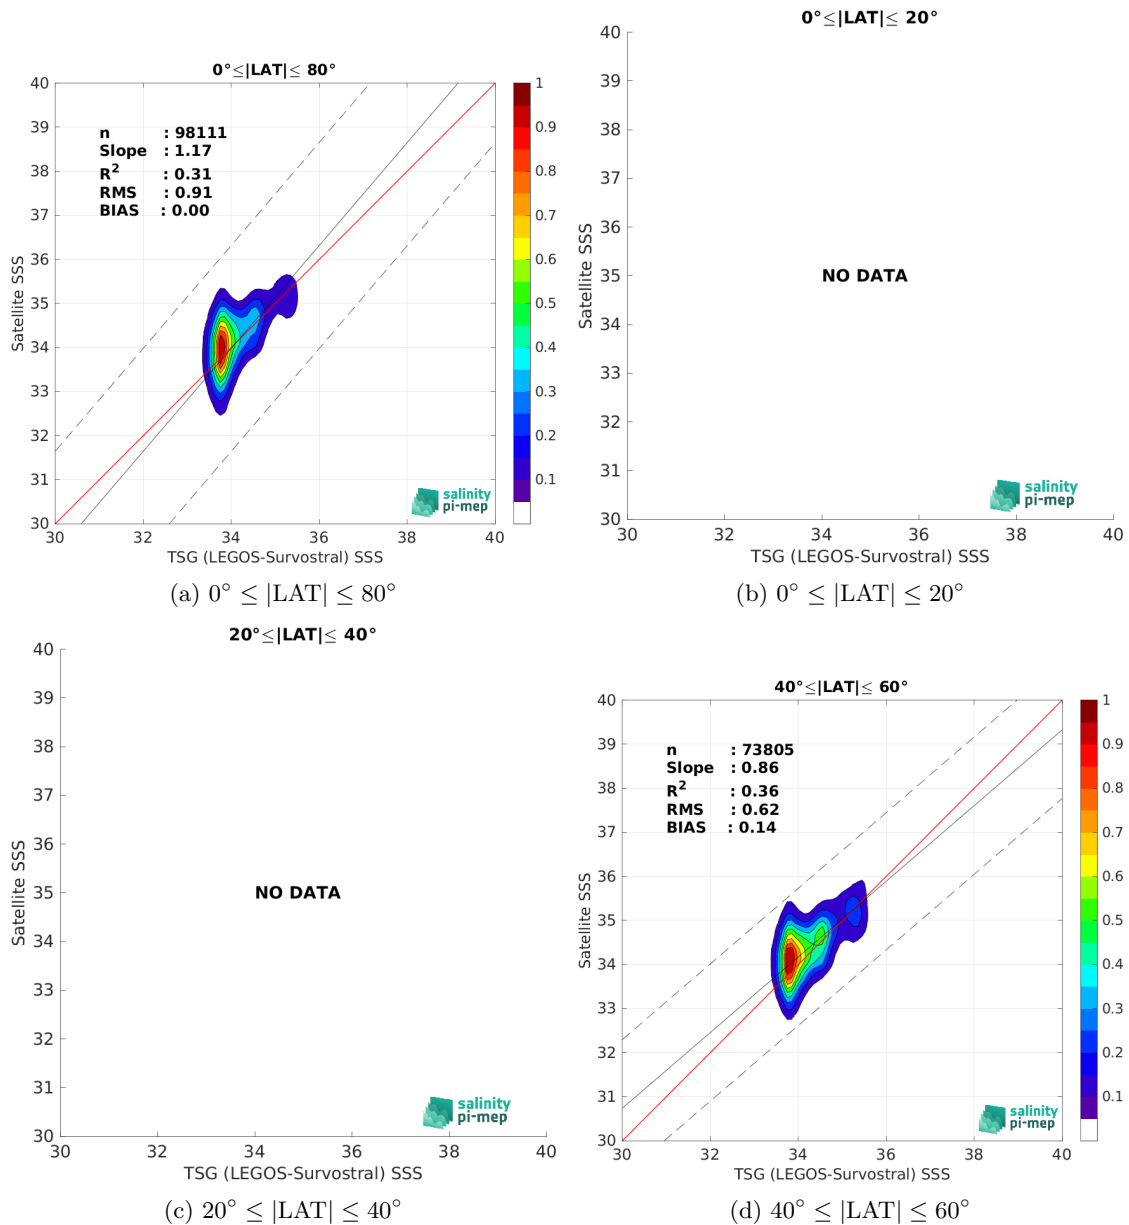 0°≤|LAT|≤ 80°
n : 98111
Slope : 1.17
R² : 0.31
RMS : 0.91
BIAS : 0.00
40
39
38
37
36
35
34
33
32
31
30
Satellite SSS
30 32 34 36 38 40
TSG (LEGOS-Survostral) SSS
1
0.9
0.8
0.7
0.6
0.5
0.4
0.3
0.2
0.1
salinity
pi-mep
(a) 0° ≤ |LAT| ≤ 80°
0°≤|LAT|≤ 20°
40
39
38
37
36
35
34
33
32
31
30
Satellite SSS
NO DATA
30 32 34 36 38 40
TSG (LEGOS-Survostral) SSS
salinity
pi-mep
(b) 0° ≤ |LAT| ≤ 20°
20°≤|LAT|≤ 40°
40
39
38
37
36
35
34
33
32
31
30
Satellite SSS
NO DATA
30 32 34 36 38 40
TSG (LEGOS-Survostral) SSS
salinity
pi-mep
(c) 20° ≤ |LAT| ≤ 40°
40°≤|LAT|≤ 60°
n : 73805
Slope : 0.86
R² : 0.36
RMS : 0.62
BIAS : 0.14
40
39
38
37
36
35
34
33
32
31
30
Satellite SSS
30 32 34 36 38 40
TSG (LEGOS-Survostral) SSS
1
0.9
0.8
0.7
0.6
0.5
0.4
0.3
0.2
0.1
salinity
pi-mep
(d) 40° ≤ |LAT| ≤ 60°